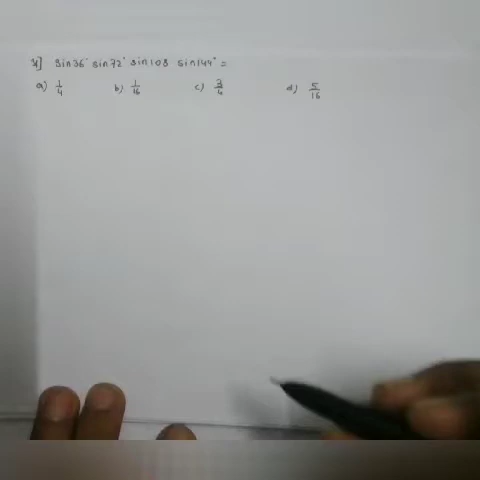 4] sin36° sin72° sin108 sin144° =
a) 1/4 b) 1/16 c) 3/4 d) 5/16